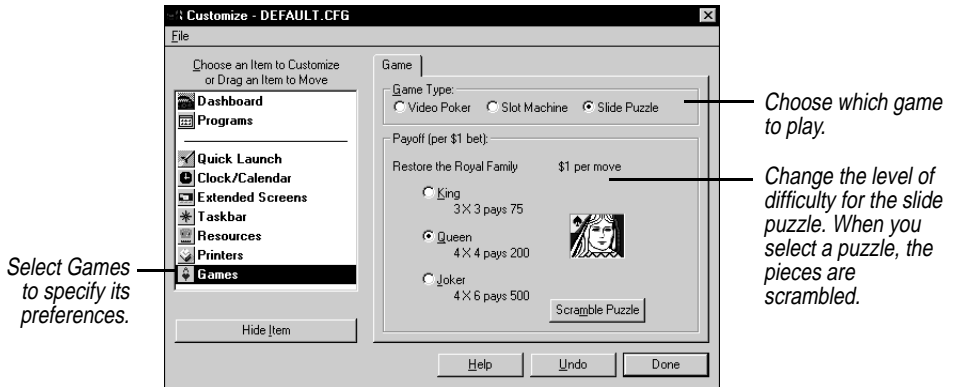 Customize - DEFAULT.CFG
File
Choose an Item to Customize
or Drag an Item to Move
Dashboard
Programs
Quick Launch
Clock/Calendar
Extended Screens
Taskbar
Resources
Printers
Games
Hide Item
Game
Game Type:
Video Poker
Slot Machine
Slide Puzzle
Payoff (per $1 bet):
Restore the Royal Family
$1 per move
King
3 X 3 pays 75
Queen
4 X 4 pays 200
Joker
4 X 6 pays 500
Scramble Puzzle
Help
Undo
Done
Select Games
to specify its
preferences.
Choose which game
to play.
Change the level of
difficulty for the slide
puzzle. When you
select a puzzle, the
pieces are
scrambled.